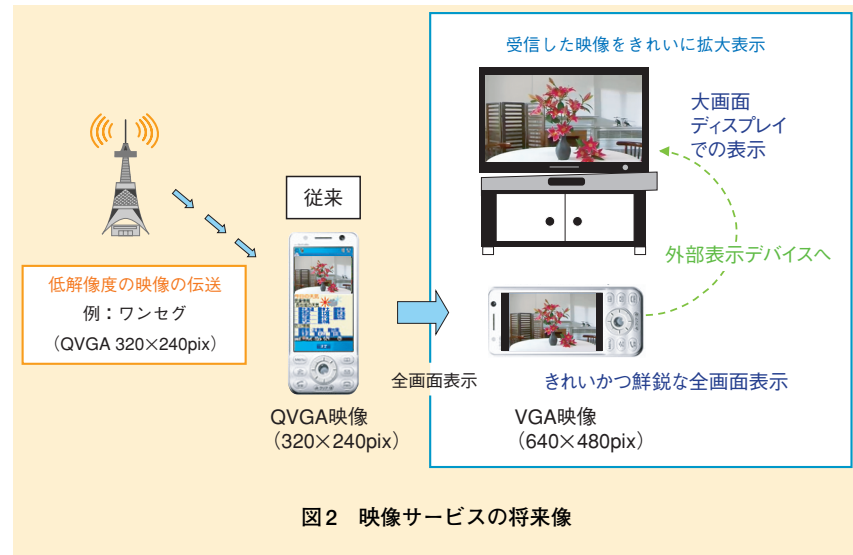 受信した映像をきれいに拡大表示
大画面
ディスプレイ
での表示
従来
外部表示デバイスへ
低解像度の映像の伝送
例：ワンセグ
（QVGA 320×240pix）
全画面表示
きれいかつ鮮鋭な全画面表示
QVGA映像
（320×240pix）
VGA映像
（640×480pix）
図2　映像サービスの将来像